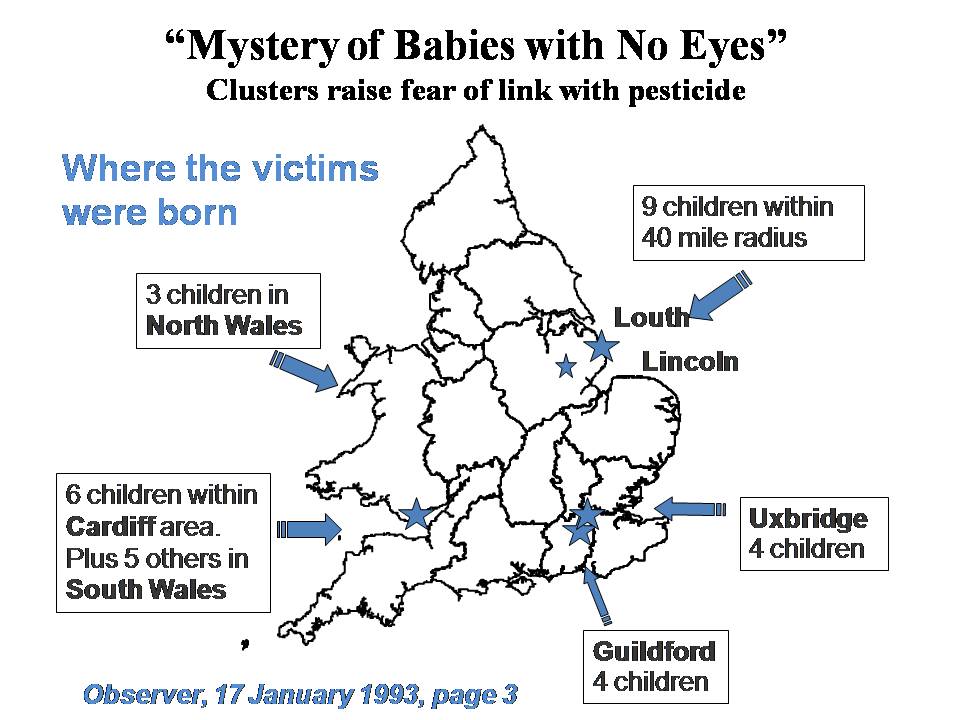 “Mystery of Babies with No Eyes”
Clusters raise fear of link with pesticide
Where the victims
were born
9 children within
40 mile radius
3 children in
North Wales
Louth
Lincoln
6 children within
Cardiff area.
Plus 5 others in
South Wales
Uxbridge
4 children
Guildford
4 children
Observer, 17 January 1993, page 3